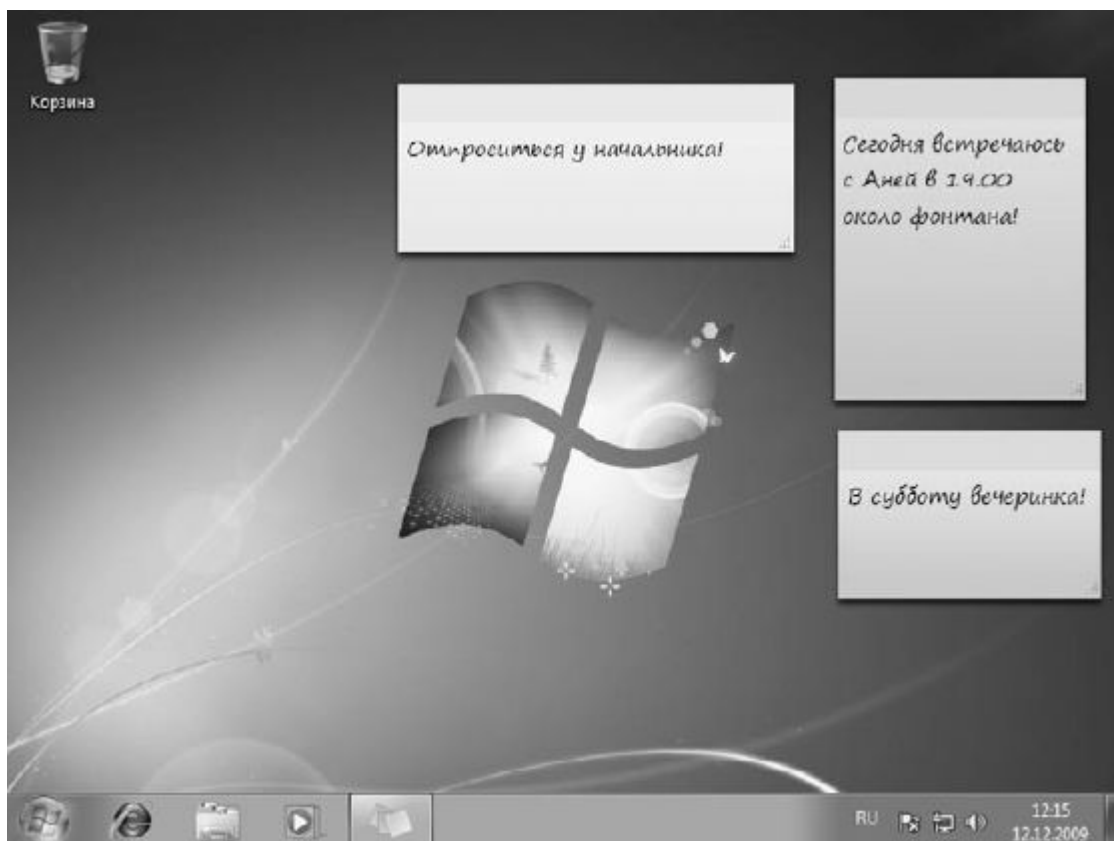 Корзина
Отпроситься у начальника!
Сегодня встречаюсь
с Аней в 19.00
около фонтана!
В субботу вечеринка!
RU
12:15
12.12.2009